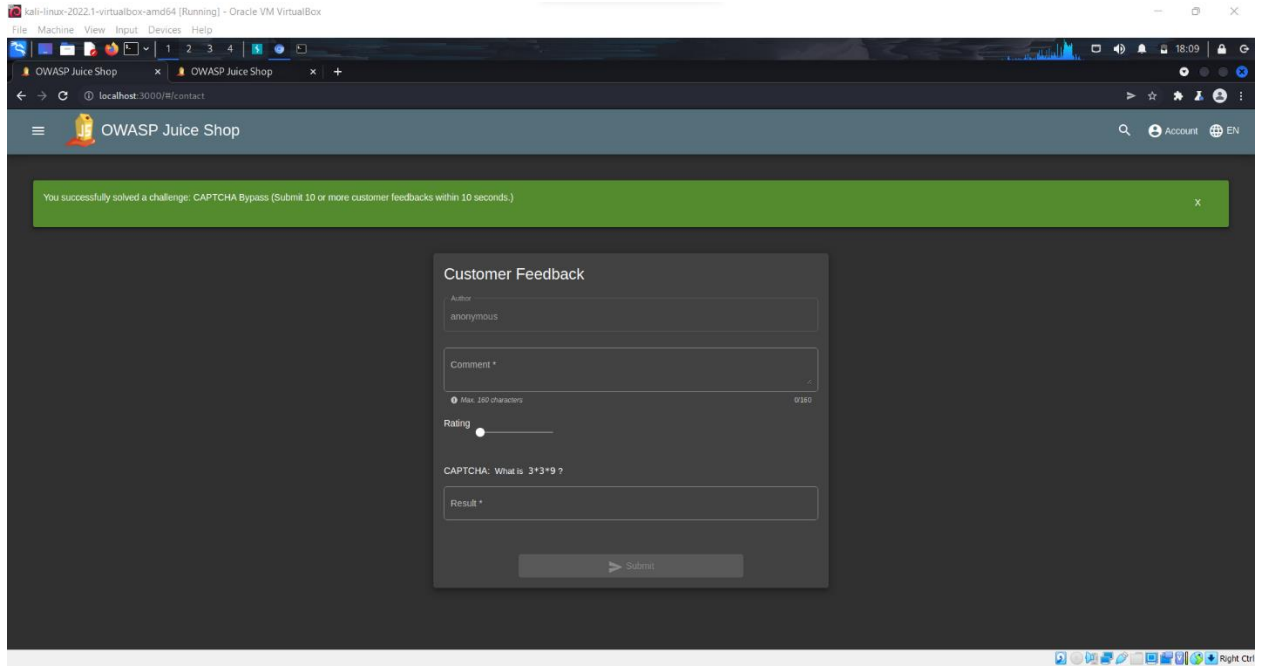 kali-linux-2022.1-virtualbox-amd64 [Running] - Oracle VM VirtualBox
File Machine View Input Devices Help
1 2 3 4 18:09
OWASP Juice Shop x OWASP Juice Shop x +
localhost:3000/#/contact
OWASP Juice Shop Account EN
You successfully solved a challenge: CAPTCHA Bypass (Submit 10 or more customer feedbacks within 10 seconds.) X
Customer Feedback
Author
anonymous
Comment *
Max. 160 characters 0/160
Rating
CAPTCHA: What is 3*3*9 ?
Result *
Submit
Right Ctrl